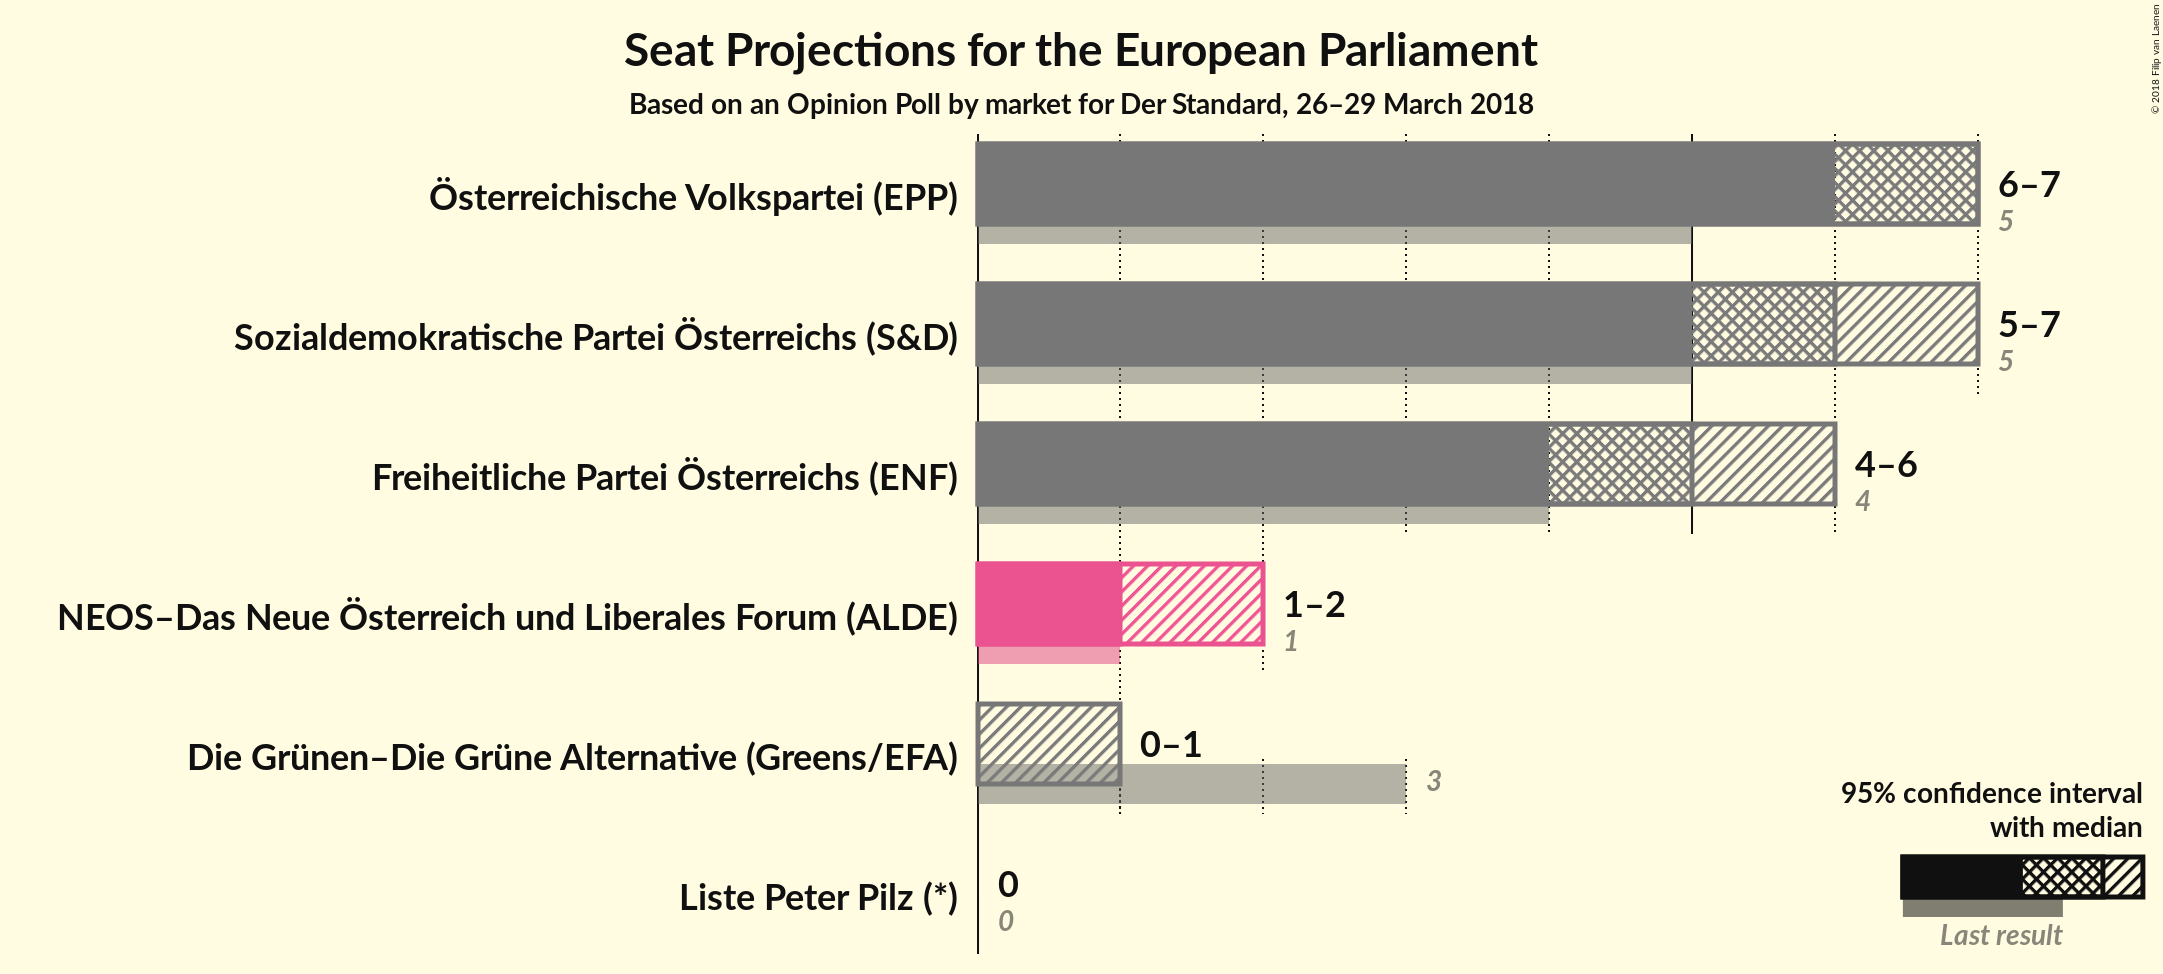 Seat Projections for the European Parliament
Based on an Opinion Poll by market for Der Standard, 26–29 March 2018
© 2018 Filip van Laenen
Österreichische Volkspartei (EPP)
6–7
5
Sozialdemokratische Partei Österreichs (S&D)
5–7
5
Freiheitliche Partei Österreichs (ENF)
4–6
4
NEOS–Das Neue Österreich und Liberales Forum (ALDE)
1–2
1
Die Grünen–Die Grüne Alternative (Greens/EFA)
0–1
3
Liste Peter Pilz (*)
0
0
95% confidence interval
with median
Last result